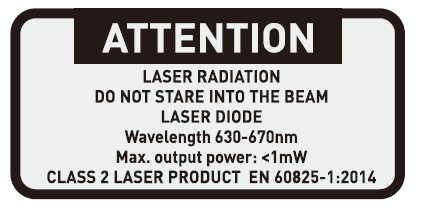 ATTENTION
LASER RADIATION
DO NOT STARE INTO THE BEAM
LASER DIODE
Wavelength 630-670nm
Max. output power: <1mW
CLASS 2 LASER PRODUCT EN 60825-1:2014